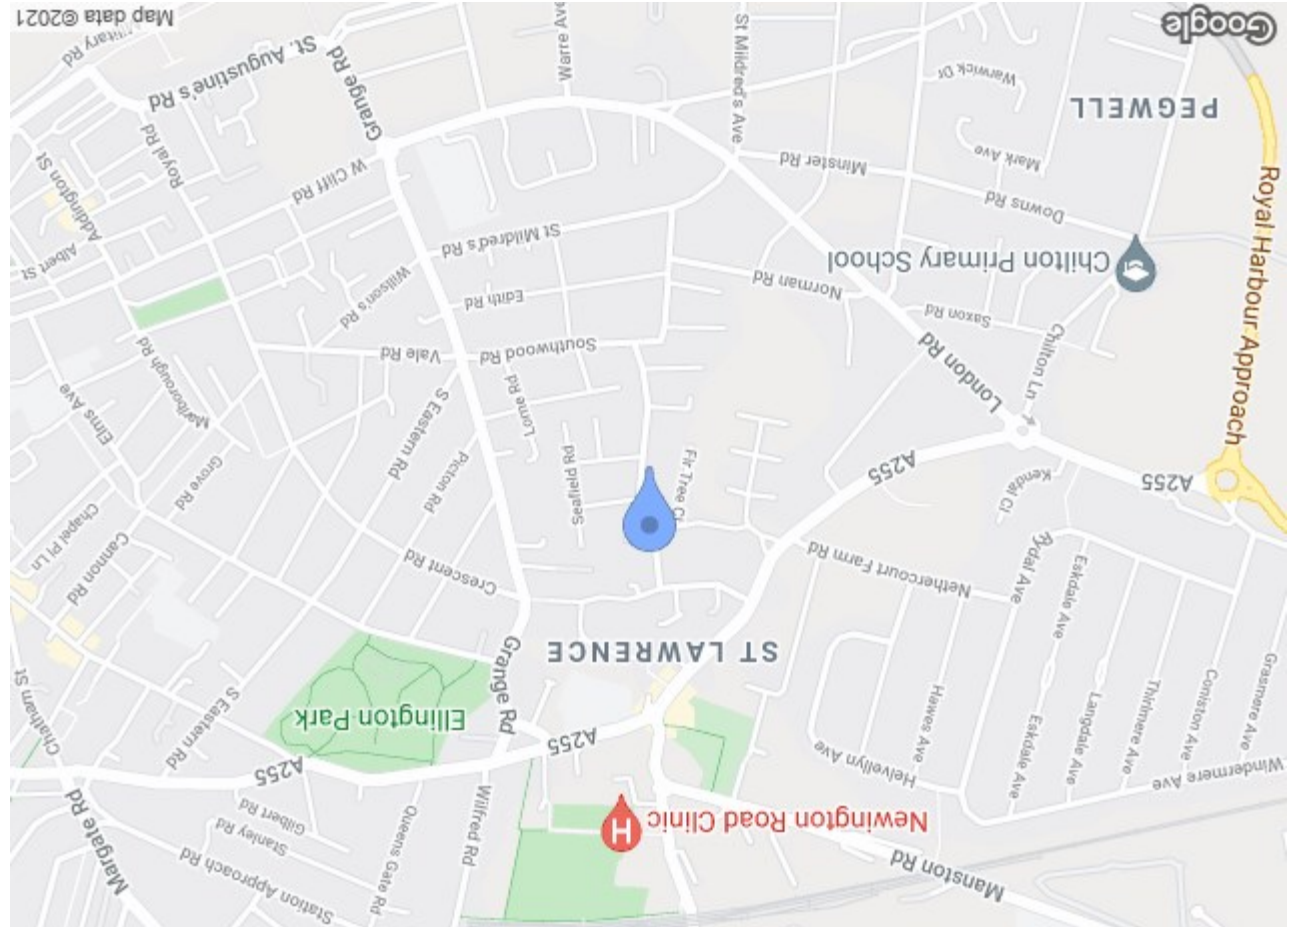 Station Approach Rd
Manston Rd
Margate Rd
Stanley Rd
Queens Gate Rd
Newington Road Clinic
H
Wilfred Rd
Gilbert Rd
Windermere Ave
Helvellyn Ave
A255
A255
Grasmere Ave
Coniston Ave
Thirlmere Ave
Langdale Ave
Eskdale Ave
Hawes Ave
Ellington Park
S Eastern Rd
Chatham St
Grange Rd
ST LAWRENCE
Eskdale Ave
Rydal Ave
Nethercourt Farm Rd
Crescent Rd
Cannon Rd
Chapel Pl Ln
Kendal Ct
A255
A255
Fir Tree Cl
Seafield Rd
Picton Rd
Grove Rd
S Eastern Rd
Lorne Rd
Elms Ave
Marlborough Rd
Royal Harbour Approach
London Rd
Chilton Ln
Southwood Rd
Vale Rd
Saxon Rd
Norman Rd
Edith Rd
Willson's Rd
Chilton Primary School
St Mildred's Rd
Albert St
Downs Rd
Addington St
W Cliff Rd
Minster Rd
Mark Ave
Royal Rd
PEGWELL
Grange Rd
St Mildred's Ave
Warwick Dr
St. Augustine's Rd
Warre Ave
Military Rd
Google
Map data ©2021